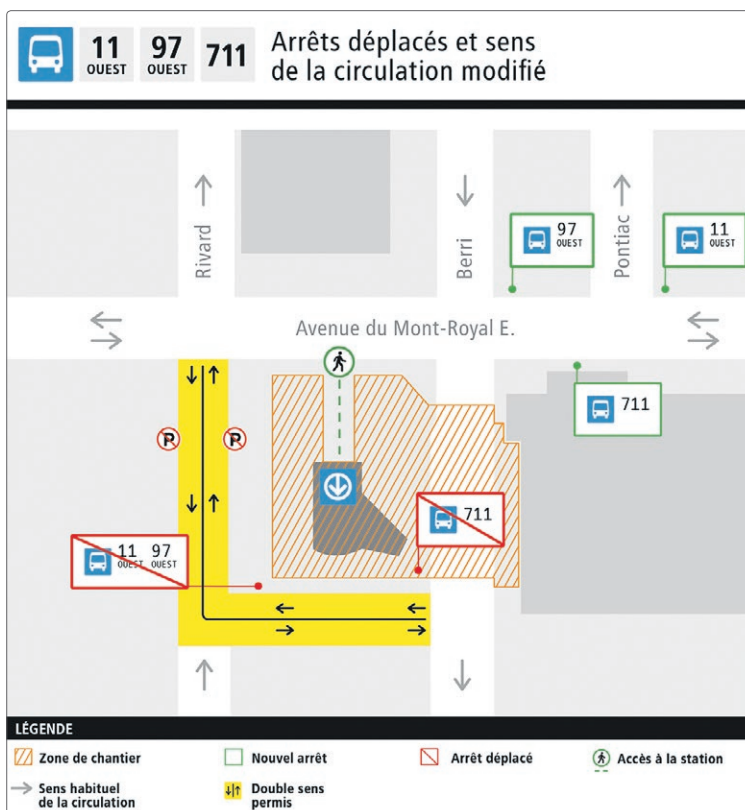 11 OUEST 97 OUEST 711
Arrêts déplacés et sens
de la circulation modifié
Rivard
Berri
97 OUEST
Pontiac
11 OUEST
Avenue du Mont-Royal E.
711
P
P
711
11 OUEST 97 OUEST
LÉGENDE
Zone de chantier
Nouvel arrêt
Arrêt déplacé
Accès à la station
Sens habituel
de la circulation
Double sens
permis